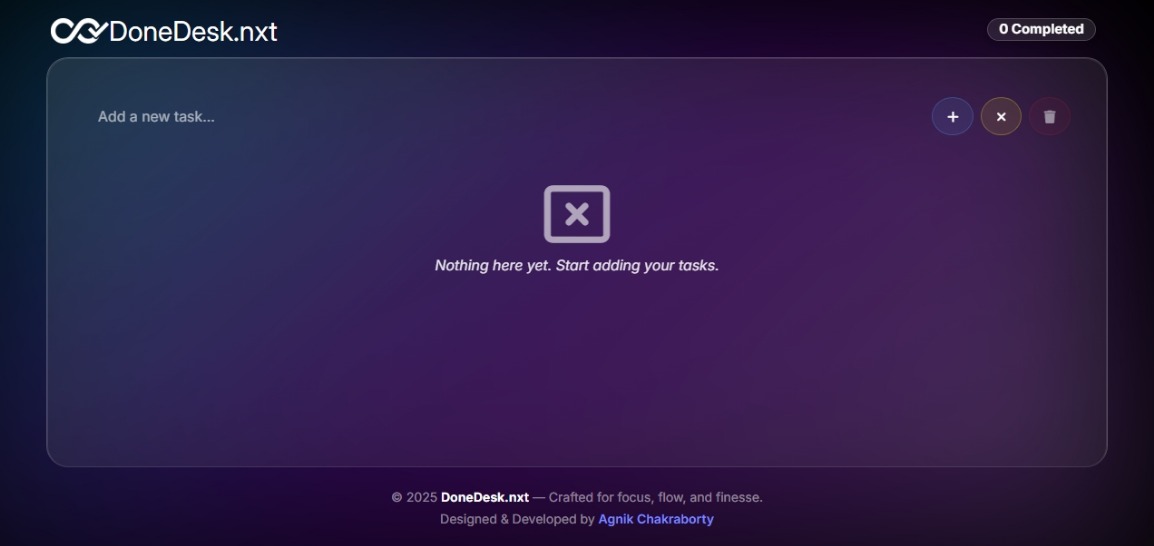 DoneDesk.nxt
0 Completed
Add a new task...
Nothing here yet. Start adding your tasks.
© 2025 DoneDesk.nxt — Crafted for focus, flow, and finesse.
Designed & Developed by Agnik Chakraborty